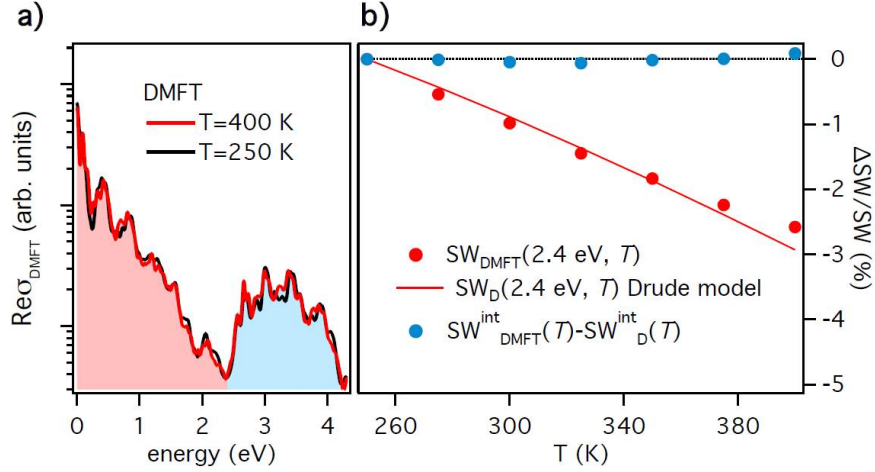 a)
b)
DMFT
T=400 K
T=250 K
Reσ_DMFT (arb. units)
0 1 2 3 4
energy (eV)
SW_DMFT(2.4 eV, T)
SW_D(2.4 eV, T) Drude model
SW^int_DMFT(T)-SW^int_D(T)
260 300 340 380
T (K)
0
-1
-2
-3
-4
-5
ΔSW/SW (%)